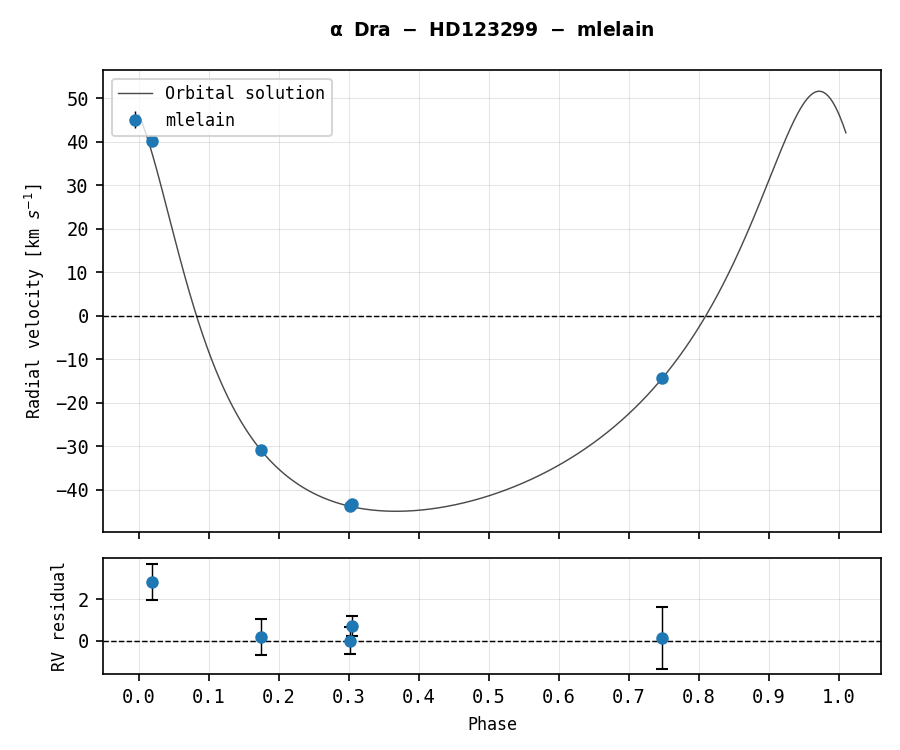 α Dra − HD123299 − mlelain
Orbital solution
mlelain
Radial velocity [km s⁻¹]
50
40
30
20
10
0
−10
−20
−30
−40
RV residual
2
0
0.0 0.1 0.2 0.3 0.4 0.5 0.6 0.7 0.8 0.9 1.0
Phase